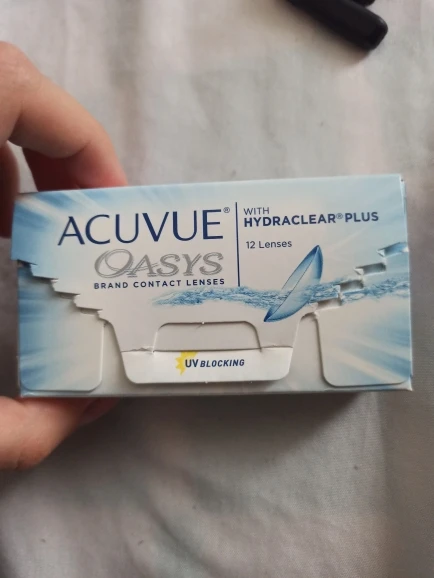 ACUVUE®
OASYS
BRAND CONTACT LENSES
WITH
HYDRACLEAR® PLUS
12 Lenses
UV BLOCKING